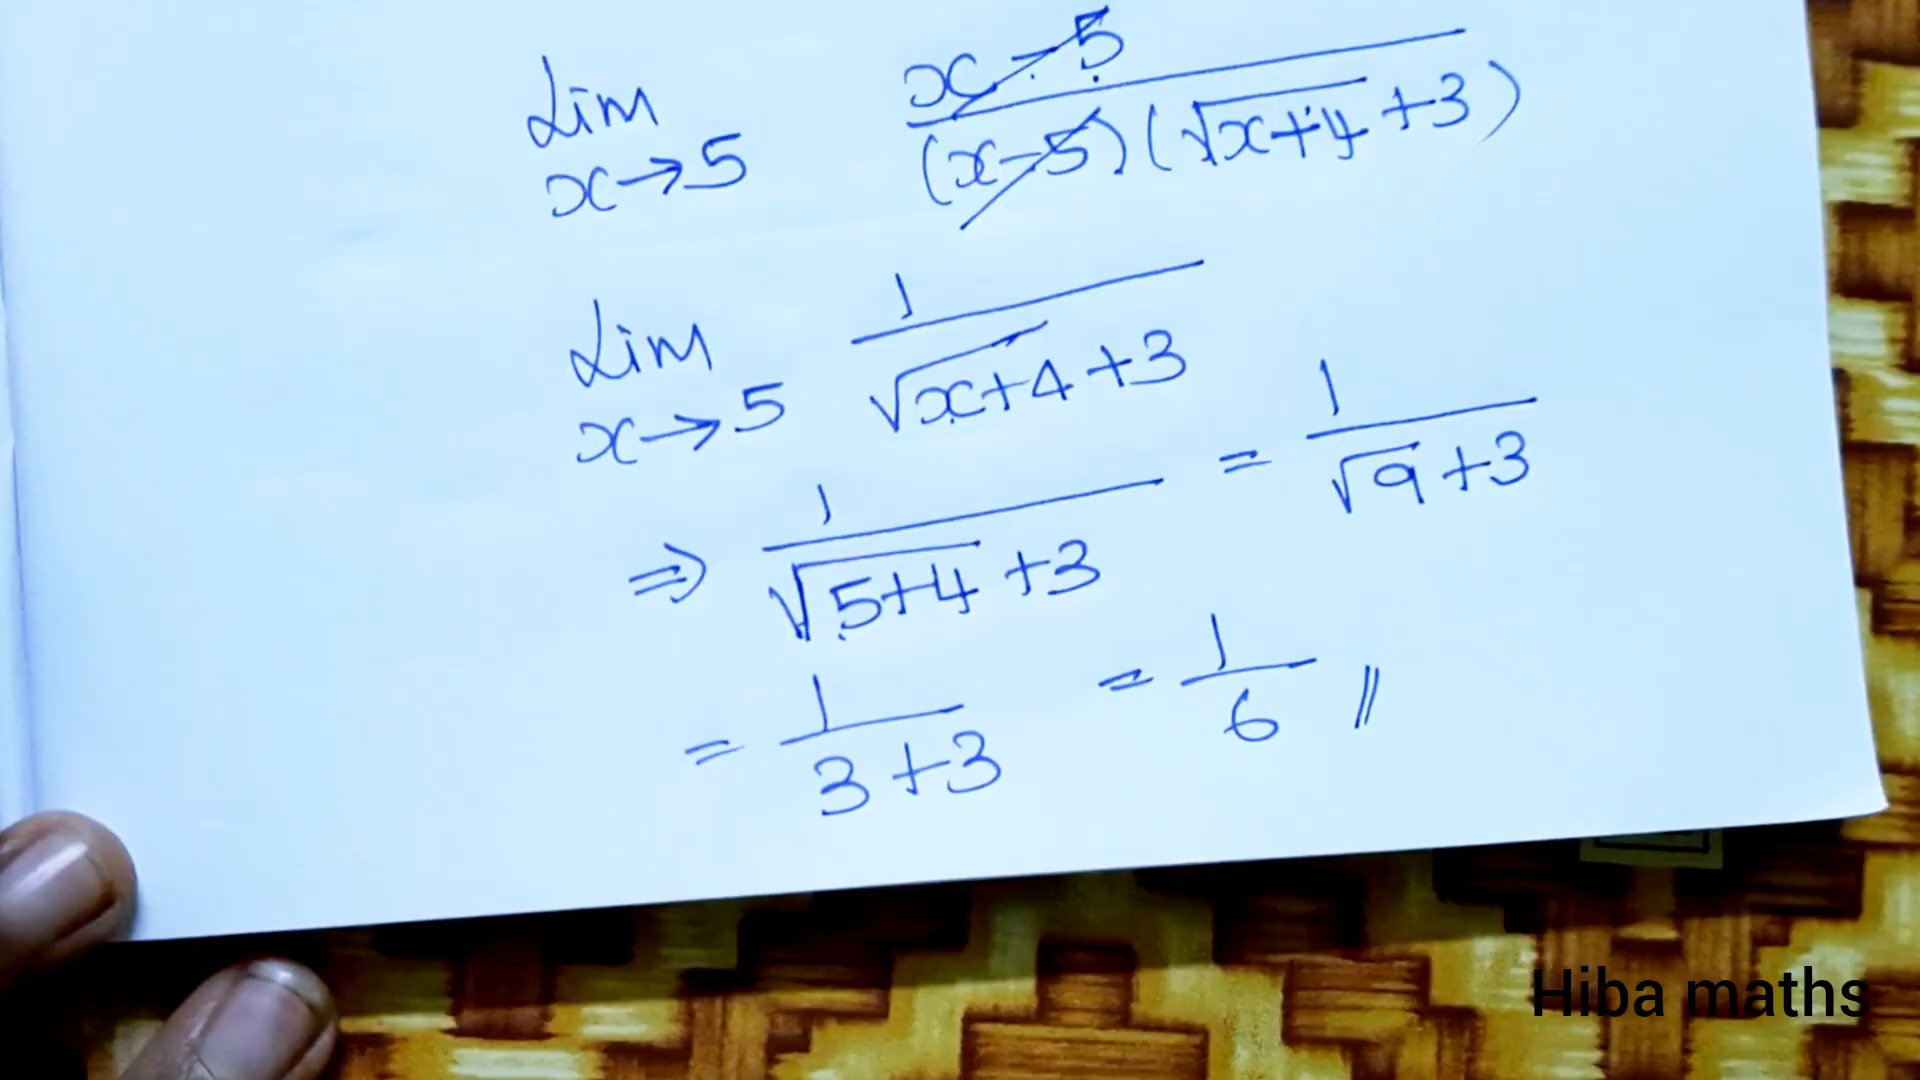 Lim x→5 x-5 / (x-5)(√x+4 +3)
Lim x→5 1 / √x+4 +3
⇒ 1 / √5+4 +3 = 1 / √9 +3
= 1 / 3+3 = 1 / 6 //
Hiba maths